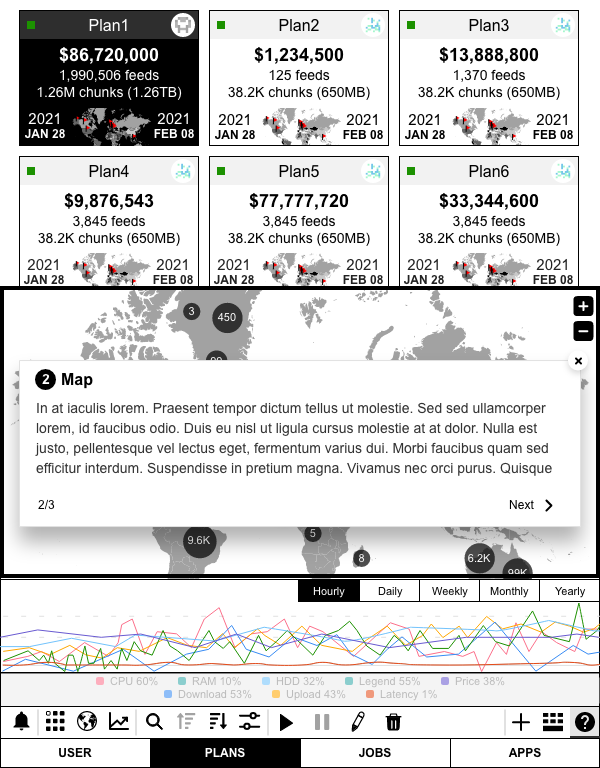 Plan1
$86,720,000
1,990,506 feeds
1.26M chunks (1.26TB)
2021 2021
JAN 28 FEB 08
Plan2
$1,234,500
125 feeds
38.2K chunks (650MB)
2021 2021
JAN 28 FEB 08
Plan3
$13,888,800
1,370 feeds
38.2K chunks (650MB)
2021 2021
JAN 28 FEB 08
Plan4
$9,876,543
3,845 feeds
38.2K chunks (650MB)
2021 2021
JAN 28 FEB 08
Plan5
$77,777,720
3,845 feeds
38.2K chunks (650MB)
2021 2021
JAN 28 FEB 08
Plan6
$33,344,600
3,845 feeds
38.2K chunks (650MB)
2021 2021
JAN 28 FEB 08
3 450
2 Map
In at iaculis lorem. Praesent tempor dictum tellus ut molestie. Sed sed ullamcorper
lorem, id faucibus odio. Duis eu nisl ut ligula cursus molestie at at dolor. Nulla est
justo, pellentesque vel lectus eget, fermentum varius dui. Morbi faucibus quam sed
efficitur interdum. Suspendisse in pretium magna. Vivamus nec orci purus. Quisque
2/3 Next
9.6K 5 8 6.2K 99K
Hourly Daily Weekly Monthly Yearly
CPU 60% RAM 10% HDD 32% Legend 55% Price 38%
Download 53% Upload 43% Latency 1%
USER PLANS JOBS APPS